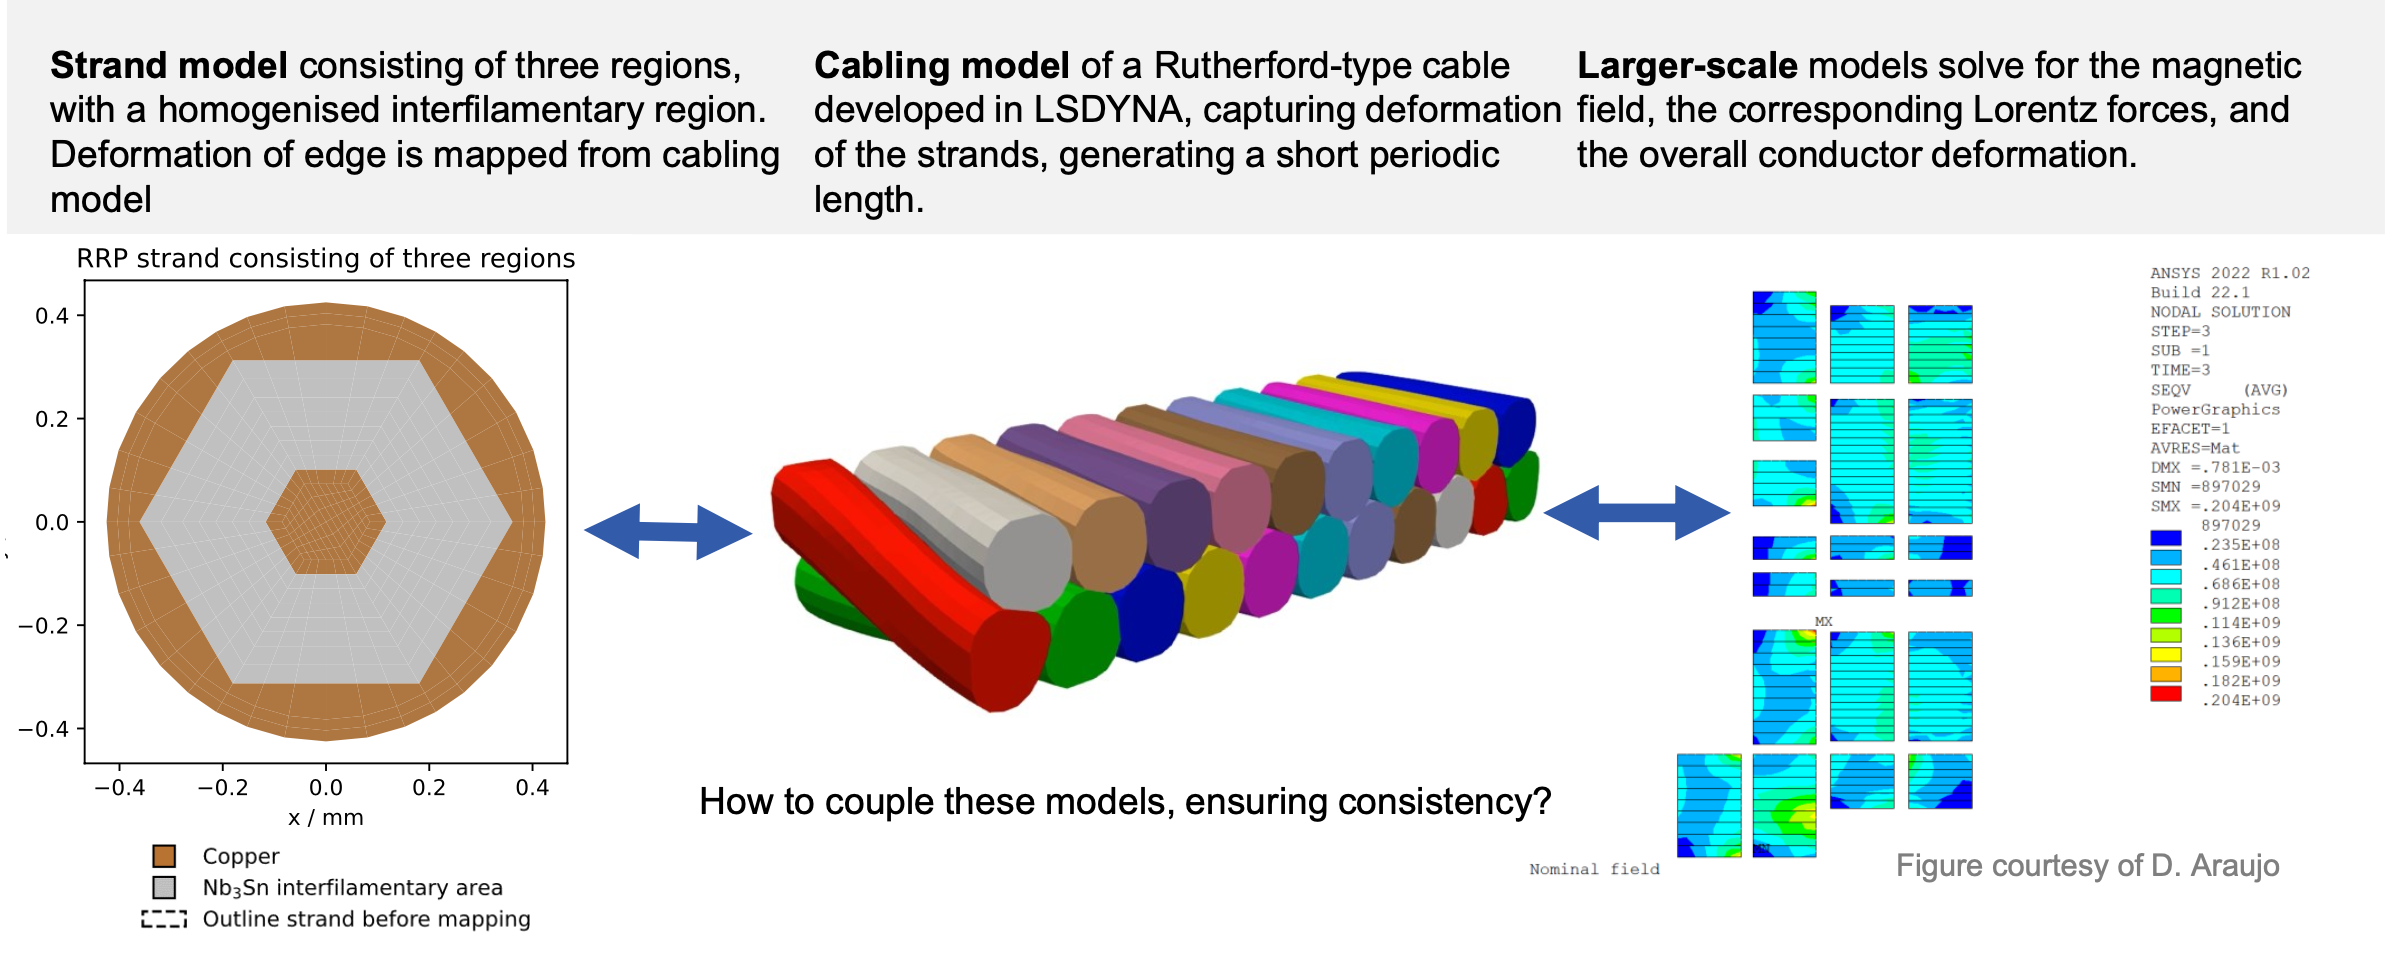 Strand model consisting of three regions,
with a homogenised interfilamentary region.
Deformation of edge is mapped from cabling
model
Cabling model of a Rutherford-type cable
developed in LSDYNA, capturing deformation
of the strands, generating a short periodic
length.
Larger-scale models solve for the magnetic
field, the corresponding Lorentz forces, and
the overall conductor deformation.
RRP strand consisting of three regions
0.4
0.2
0.0
−0.2
−0.4
−0.4
−0.2
0.0
0.2
0.4
x / mm
Copper
Nb₃Sn interfilamentary area
Outline strand before mapping
How to couple these models, ensuring consistency?
ANSYS 2022 R1.02
Build 22.1
NODAL SOLUTION
STEP=3
SUB =1
TIME=3
SEQV (AVG)
PowerGraphics
EFACET=1
AVRES=Mat
DMX =.781E-03
SMN =897029
SMX =.204E+09
897029
.235E+08
.461E+08
.686E+08
.912E+08
.114E+09
.136E+09
.159E+09
.182E+09
.204E+09
MX
Nominal field
Figure courtesy of D. Araujo